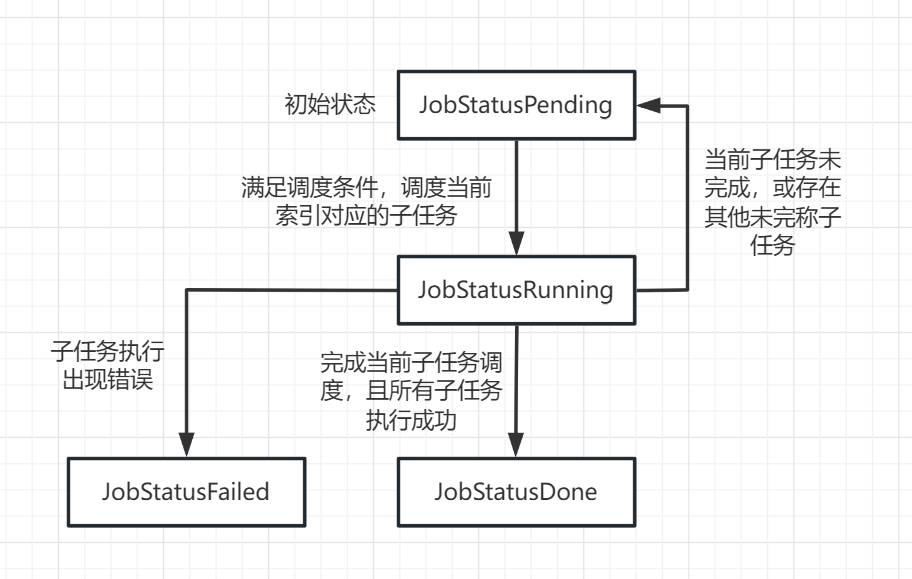 初始状态
JobStatusPending
满足调度条件，调度当前
索引对应的子任务
当前子任务未
完成，或存在
其他未完称子
任务
JobStatusRunning
子任务执行
出现错误
完成当前子任务调
度，且所有子任务
执行成功
JobStatusFailed
JobStatusDone